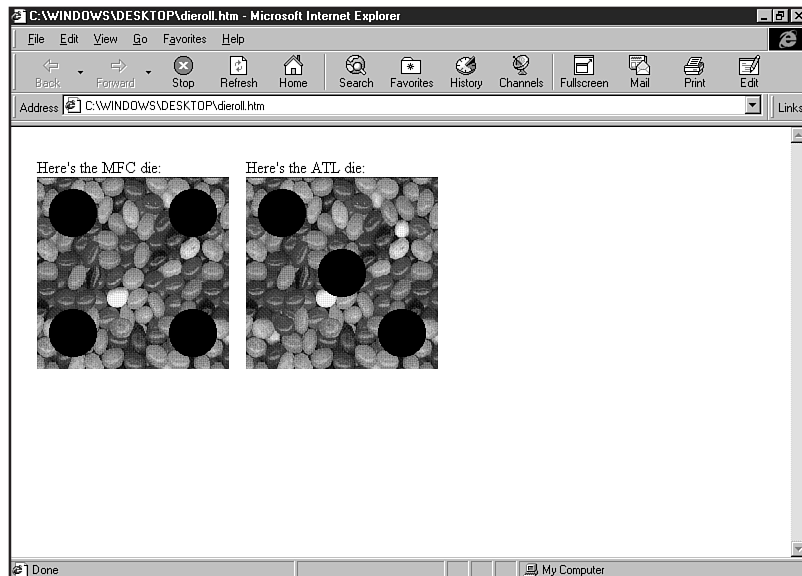 C:\WINDOWS\DESKTOP\dieroll.htm - Microsoft Internet Explorer
File Edit View Go Favorites Help
Back Forward Stop Refresh Home Search Favorites History Channels Fullscreen Mail Print Edit
Address C:\WINDOWS\DESKTOP\dieroll.htm Links
Here's the MFC die: Here's the ATL die:
Done My Computer